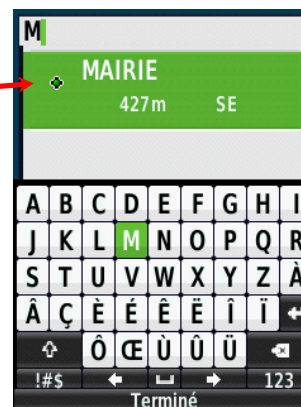 M
MAIRIE
427m SE
A B C D E F G H I
J K L M N O P Q R
S T U V W X Y Z À
Â Ç È É Ê Ë Î Ï
Ô Œ Ù Û Ü
!#$ 123
Terminé